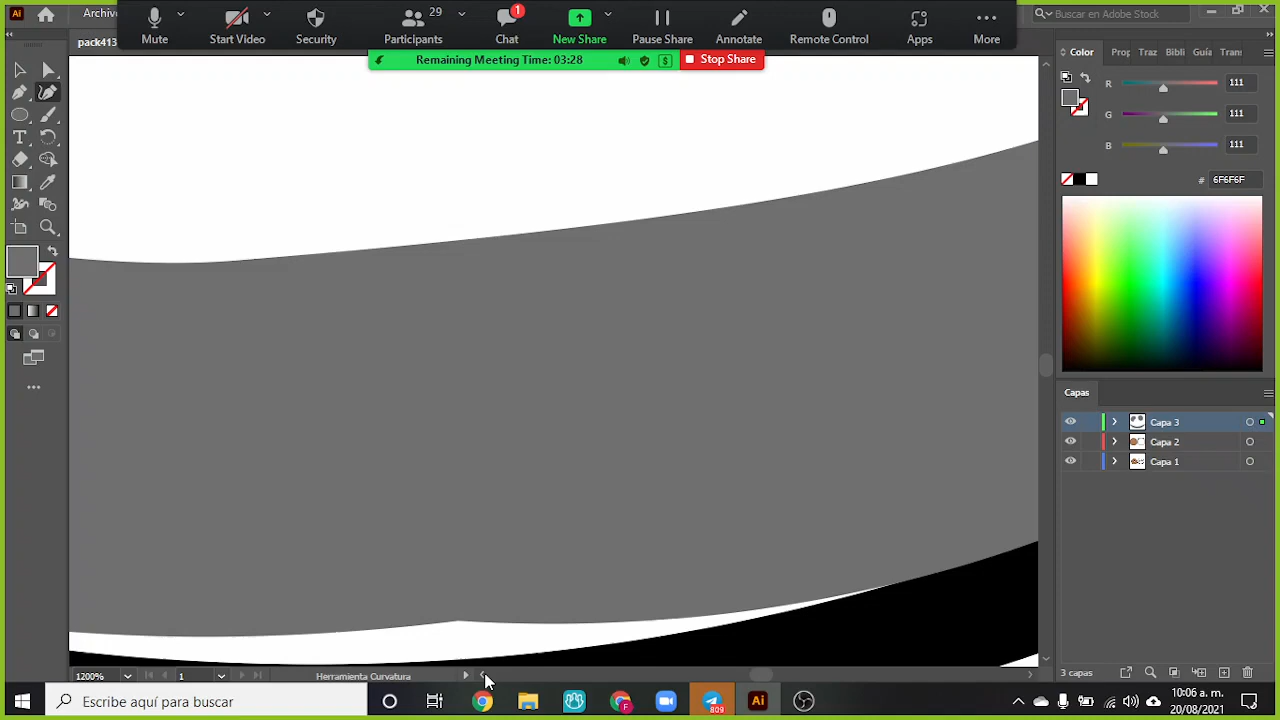 Ai
Archivo
Mute
Start Video
Security
29
Participants
1
Chat
New Share
Pause Share
Annotate
Remote Control
Apps
More
Buscar en Adobe Stock
pack413
Remaining Meeting Time: 03:28
$
Stop Share
Color
Prop
Traz
Bibli
Guía
Trans
R
111
G
111
B
111
#
6F6F6F
T
Capas
Capa 3
Capa 2
Capa 1
1200%
1
Herramienta Curvatura
3 capas
Escribe aquí para buscar
F
809
Ai
10:06 a. m.
20/08/2021